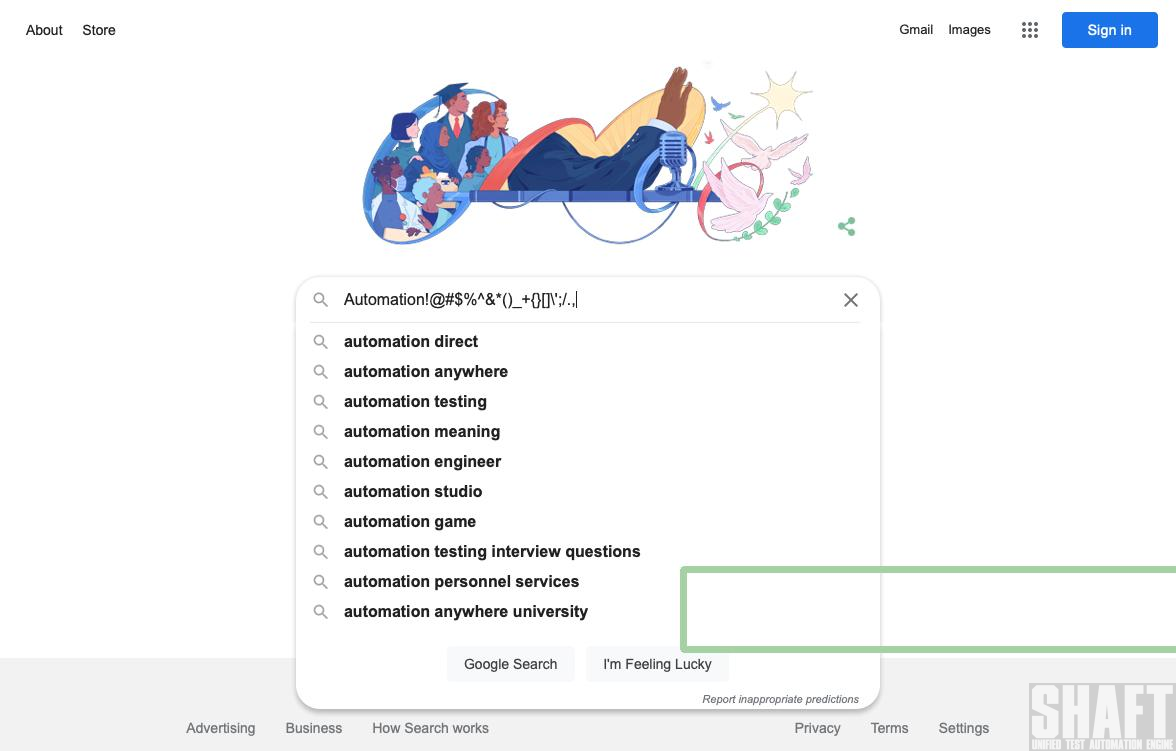 About Store
Gmail Images
Sign in
Automation!@#$%^&*()_+{}[]\';/.,
automation direct
automation anywhere
automation testing
automation meaning
automation engineer
automation studio
automation game
automation testing interview questions
automation personnel services
automation anywhere university
Google Search I'm Feeling Lucky
Report inappropriate predictions
Advertising Business How Search works
Privacy Terms Settings
SHAFT
UNIFIED TEST AUTOMATION ENGINE